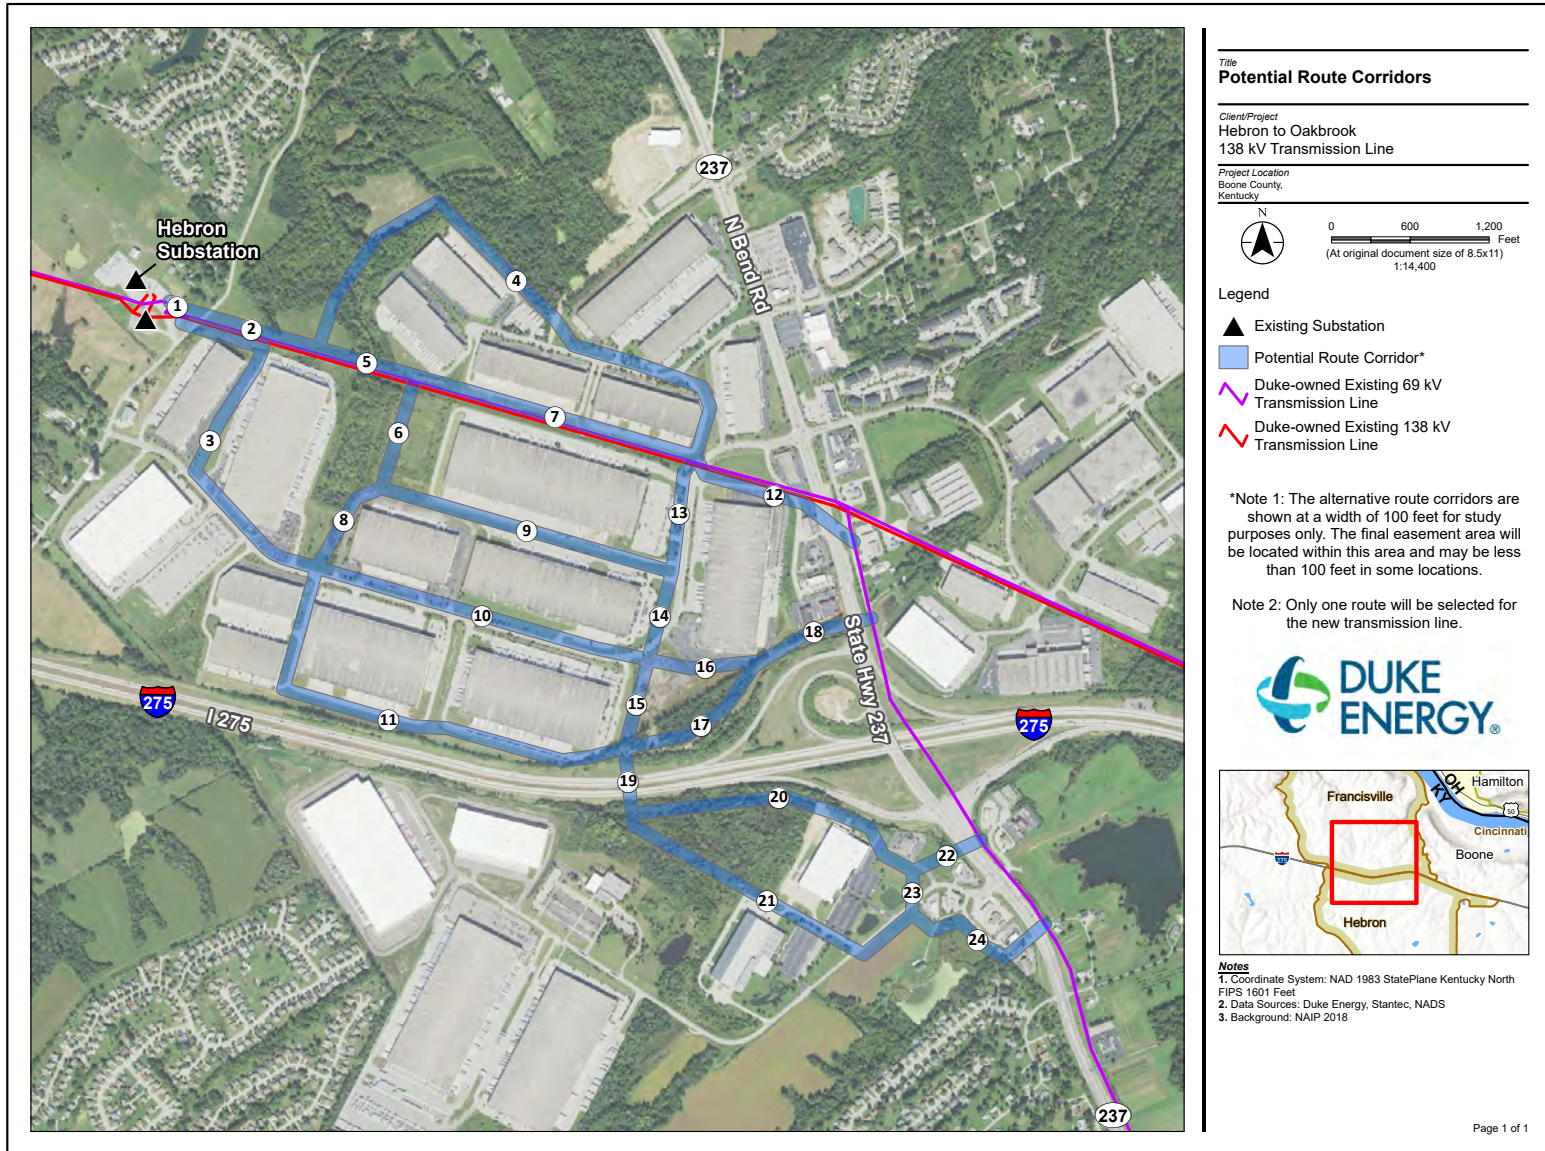 Hebron
Substation
237
N Bend Rd
1
2
3
4
5
6
7
8
9
10
11
12
13
14
15
16
17
18
19
20
21
22
23
24
State Hwy 237
275
I 275
275
237
Title
Potential Route Corridors
Client/Project
Hebron to Oakbrook
138 kV Transmission Line
Project Location
Boone County,
Kentucky
N
0 600 1,200
Feet
(At original document size of 8.5x11)
1:14,400
Legend
Existing Substation
Potential Route Corridor*
Duke-owned Existing 69 kV
Transmission Line
Duke-owned Existing 138 kV
Transmission Line
*Note 1: The alternative route corridors are
shown at a width of 100 feet for study
purposes only. The final easement area will
be located within this area and may be less
than 100 feet in some locations.
Note 2: Only one route will be selected for
the new transmission line.
DUKE
ENERGY®
OH
KY
Hamilton
50
Francisville
Cincinnati
275
Boone
Hebron
Notes
1. Coordinate System: NAD 1983 StatePlane Kentucky North
FIPS 1601 Feet
2. Data Sources: Duke Energy, Stantec, NADS
3. Background: NAIP 2018
Page 1 of 1